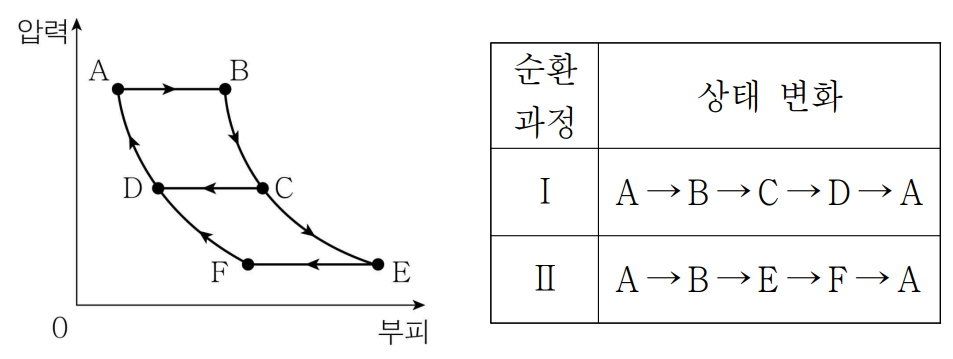 압력
A
B
D
C
F
E
0
부피
순환
과정
상태 변화
Ⅰ
A → B → C → D → A
Ⅱ
A → B → E → F → A